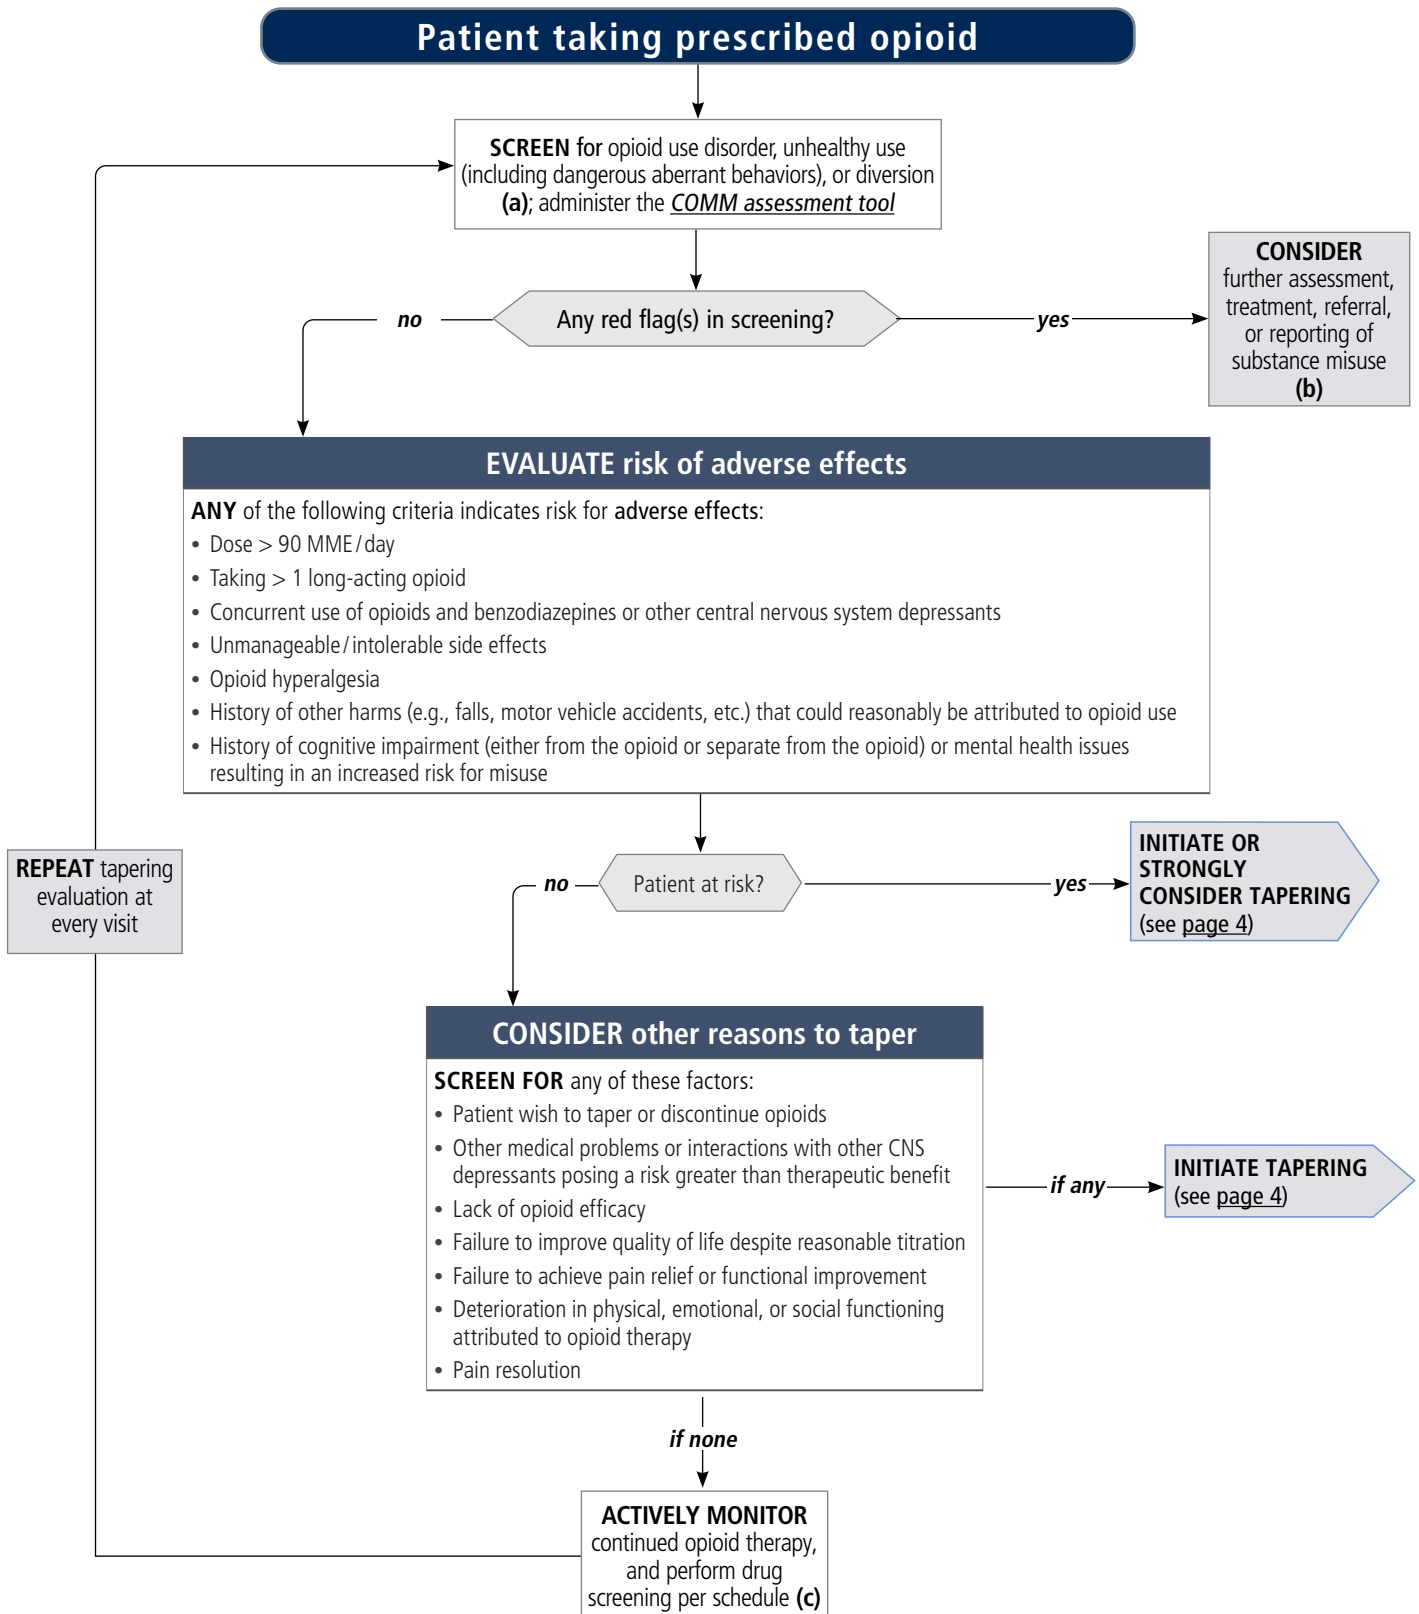 Patient taking prescribed opioid
SCREEN for opioid use disorder, unhealthy use
(including dangerous aberrant behaviors), or diversion
(a); administer the COMM assessment tool
Any red flag(s) in screening?
no
yes
CONSIDER
further assessment,
treatment, referral,
or reporting of
substance misuse
(b)
EVALUATE risk of adverse effects
ANY of the following criteria indicates risk for adverse effects:
• Dose > 90 MME/day
• Taking > 1 long-acting opioid
• Concurrent use of opioids and benzodiazepines or other central nervous system depressants
• Unmanageable/intolerable side effects
• Opioid hyperalgesia
• History of other harms (e.g., falls, motor vehicle accidents, etc.) that could reasonably be attributed to opioid use
• History of cognitive impairment (either from the opioid or separate from the opioid) or mental health issues
resulting in an increased risk for misuse
Patient at risk?
no
yes
INITIATE OR
STRONGLY
CONSIDER TAPERING
(see page 4)
REPEAT tapering
evaluation at
every visit
CONSIDER other reasons to taper
SCREEN FOR any of these factors:
• Patient wish to taper or discontinue opioids
• Other medical problems or interactions with other CNS
depressants posing a risk greater than therapeutic benefit
• Lack of opioid efficacy
• Failure to improve quality of life despite reasonable titration
• Failure to achieve pain relief or functional improvement
• Deterioration in physical, emotional, or social functioning
attributed to opioid therapy
• Pain resolution
if any
INITIATE TAPERING
(see page 4)
if none
ACTIVELY MONITOR
continued opioid therapy,
and perform drug
screening per schedule (c)